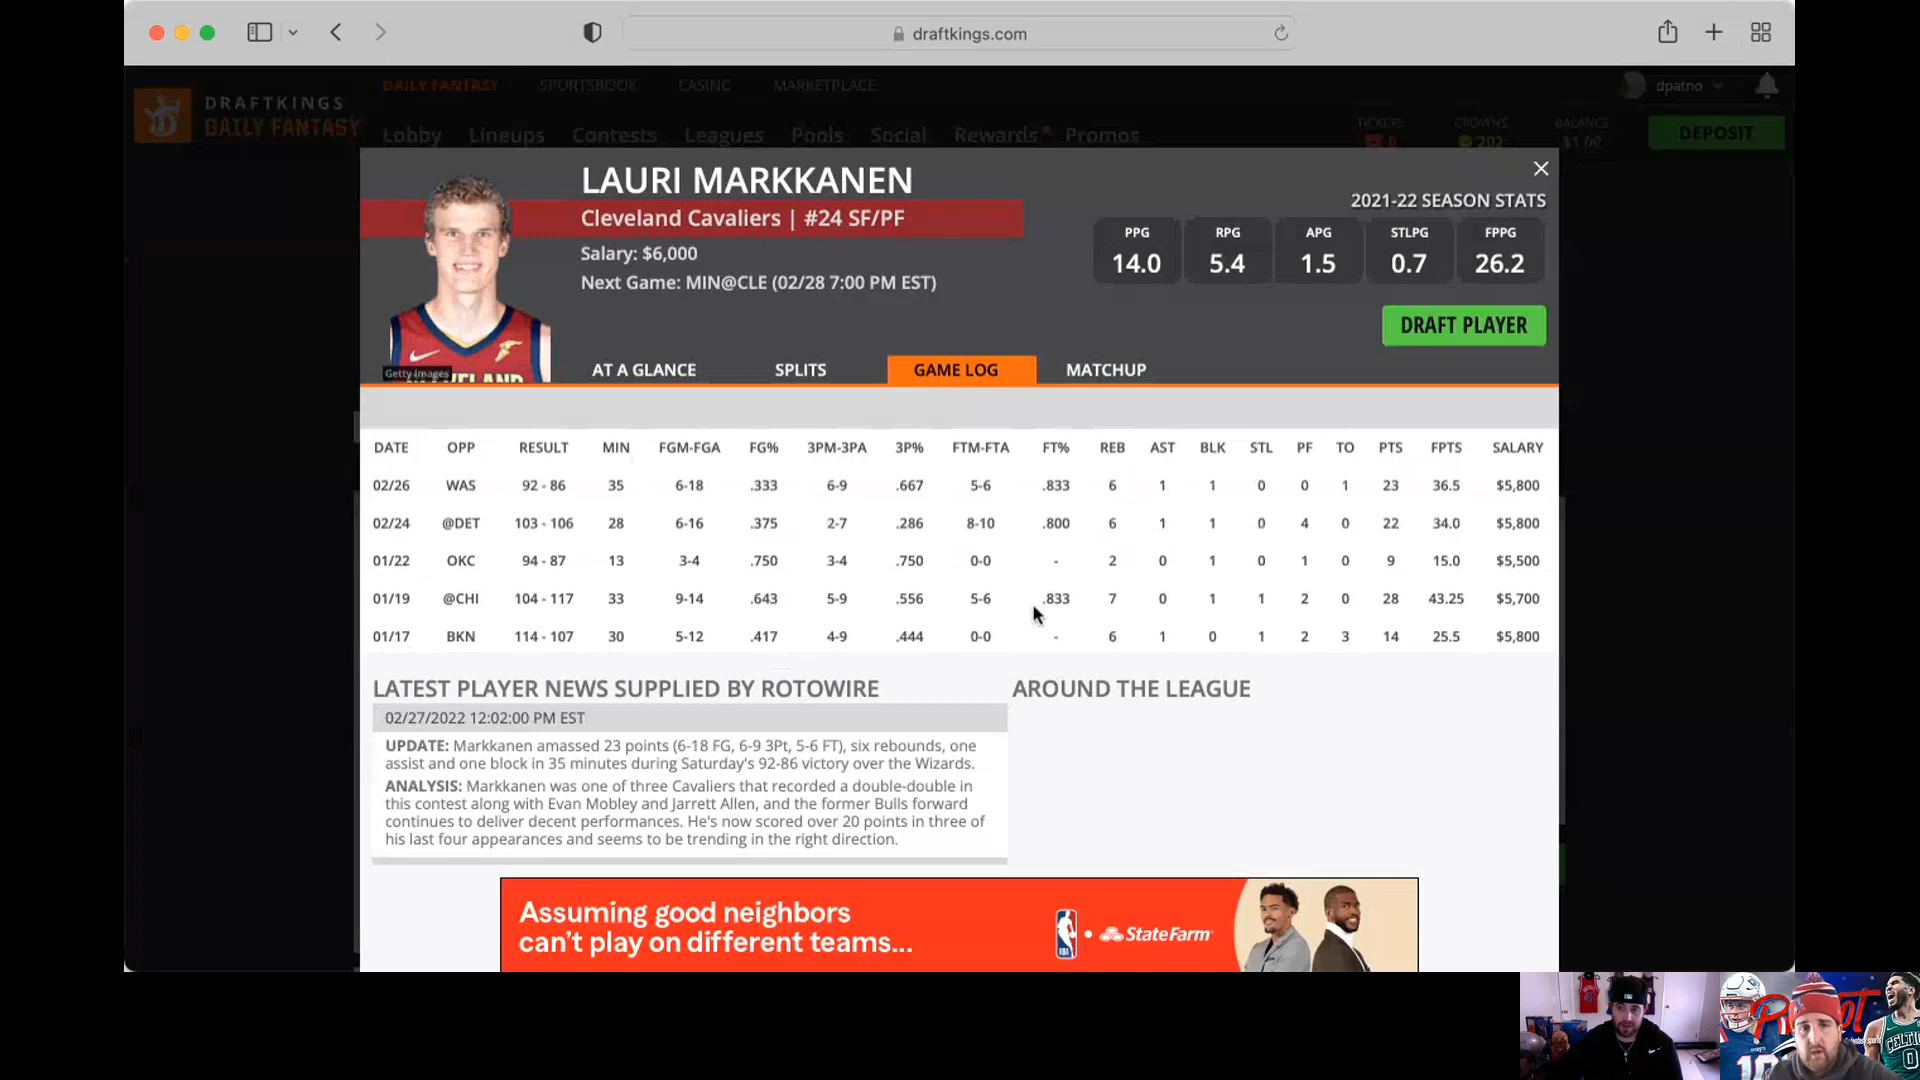 draftkings.com
DAILY FANTASY SPORTSBOOK CASINO MARKETPLACE
dpatno
DRAFTKINGS
DAILY FANTASY
Lobby Lineups Contests Leagues Pools Social Rewards Promos
TICKETS CROWNS BALANCE
0 202 $1.00
DEPOSIT
LAURI MARKKANEN
Cleveland Cavaliers | #24 SF/PF
Salary: $6,000
Next Game: MIN@CLE (02/28 7:00 PM EST)
2021-22 SEASON STATS
PPG RPG APG STLPG FPPG
14.0 5.4 1.5 0.7 26.2
DRAFT PLAYER
Getty Images
CLEVELAND
AT A GLANCE SPLITS GAME LOG MATCHUP
DATE OPP RESULT MIN FGM-FGA FG% 3PM-3PA 3P% FTM-FTA FT% REB AST BLK STL PF TO PTS FPTS SALARY
02/26 WAS 92 - 86 35 6-18 .333 6-9 .667 5-6 .833 6 1 1 0 0 1 23 36.5 $5,800
02/24 @DET 103 - 106 28 6-16 .375 2-7 .286 8-10 .800 6 1 1 0 4 0 22 34.0 $5,800
01/22 OKC 94 - 87 13 3-4 .750 3-4 .750 0-0 - 2 0 1 0 1 0 9 15.0 $5,500
01/19 @CHI 104 - 117 33 9-14 .643 5-9 .556 5-6 .833 7 0 1 1 2 0 28 43.25 $5,700
01/17 BKN 114 - 107 30 5-12 .417 4-9 .444 0-0 - 6 1 0 1 2 3 14 25.5 $5,800
LATEST PLAYER NEWS SUPPLIED BY ROTOWIRE
02/27/2022 12:02:00 PM EST
UPDATE: Markkanen amassed 23 points (6-18 FG, 6-9 3Pt, 5-6 FT), six rebounds, one
assist and one block in 35 minutes during Saturday's 92-86 victory over the Wizards.
ANALYSIS: Markkanen was one of three Cavaliers that recorded a double-double in
this contest along with Evan Mobley and Jarrett Allen, and the former Bulls forward
continues to deliver decent performances. He's now scored over 20 points in three of
his last four appearances and seems to be trending in the right direction.
AROUND THE LEAGUE
Assuming good neighbors
can't play on different teams...
NBA
StateFarm
CELTICS
0